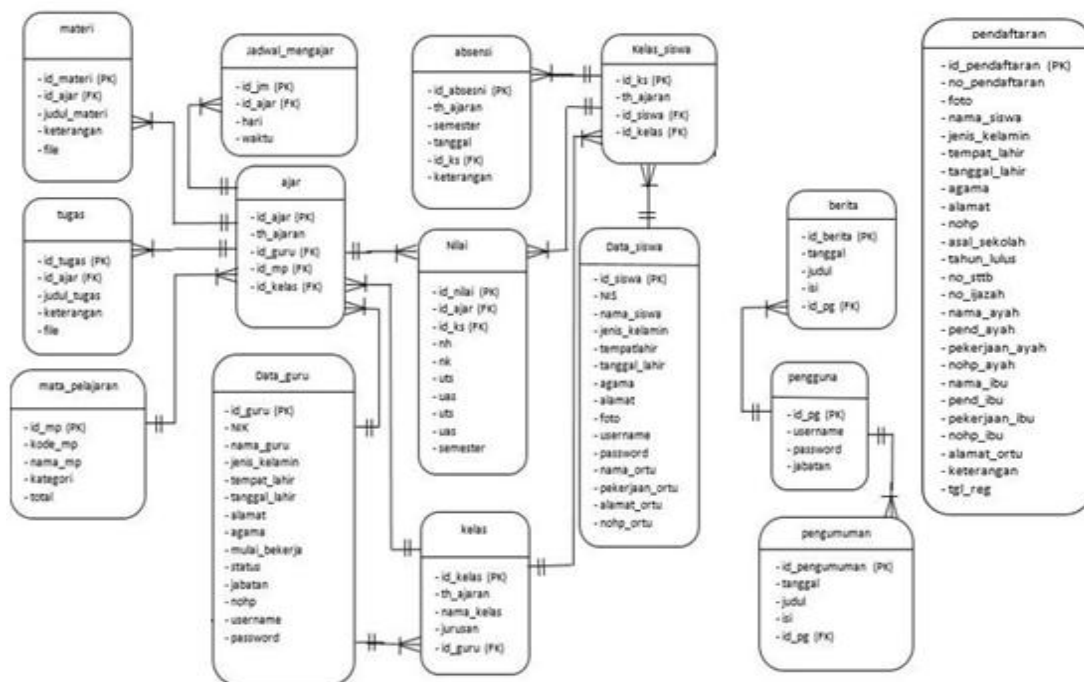 materi
- id_materi (PK)
- id_ajar (FK)
- judul_materi
- keterangan
- file
Jadwal_mengajar
- id_jm (PK)
- id_ajar (FK)
- hari
- waktu
absensi
- id_absesni (PK)
- th_ajaran
- semester
- tanggal
- id_ks (FK)
- keterangan
Kelas_siswa
- id_ks (PK)
- th_ajaran
- id_siswa (FK)
- id_kelas (FK)
pendaftaran
- id_pendaftaran (PK)
- no_pendaftaran
- foto
- nama_siswa
- jenis_kelamin
- tempat_lahir
- tanggal_lahir
- agama
- alamat
- nohp
- asal_sekolah
- tahun_lulus
- no_sttb
- no_ijazah
- nama_ayah
- pend_ayah
- pekerjaan_ayah
- nohp_ayah
- nama_ibu
- pend_ibu
- pekerjaan_ibu
- nohp_ibu
- alamat_ortu
- keterangan
- tgl_reg
tugas
- id_tugas (PK)
- id_ajar (FK)
- judul_tugas
- keterangan
- file
ajar
- id_ajar (PK)
- th_ajaran
- id_guru (FK)
- id_mp (FK)
- id_kelas (FK)
Nilai
- id_nilai (PK)
- id_ajar (FK)
- id_ks (FK)
- nh
- nk
- uts
- uas
- uts
- uas
- semester
Data_siswa
- id_siswa (PK)
- NIS
- nama_siswa
- jenis_kelamin
- tempatlahir
- tanggal_lahir
- agama
- alamat
- foto
- username
- password
- nama_ortu
- pekerjaan_ortu
- alamat_ortu
- nohp_ortu
berita
- id_berita (PK)
- tanggal
- judul
- isi
- id_pg (FK)
mata_pelajaran
- id_mp (PK)
- kode_mp
- nama_mp
- kategori
- total
Data_guru
- id_guru (PK)
- NIK
- nama_guru
- jenis_kelamin
- tempat_lahir
- tanggal_lahir
- alamat
- agama
- mulai_bekerja
- status
- jabatan
- nohp
- username
- password
kelas
- id_kelas (PK)
- th_ajaran
- nama_kelas
- jurusan
- id_guru (FK)
pengguna
- id_pg (PK)
- username
- password
- jabatan
pengumuman
- id_pengumuman (PK)
- tanggal
- judul
- isi
- id_pg (FK)